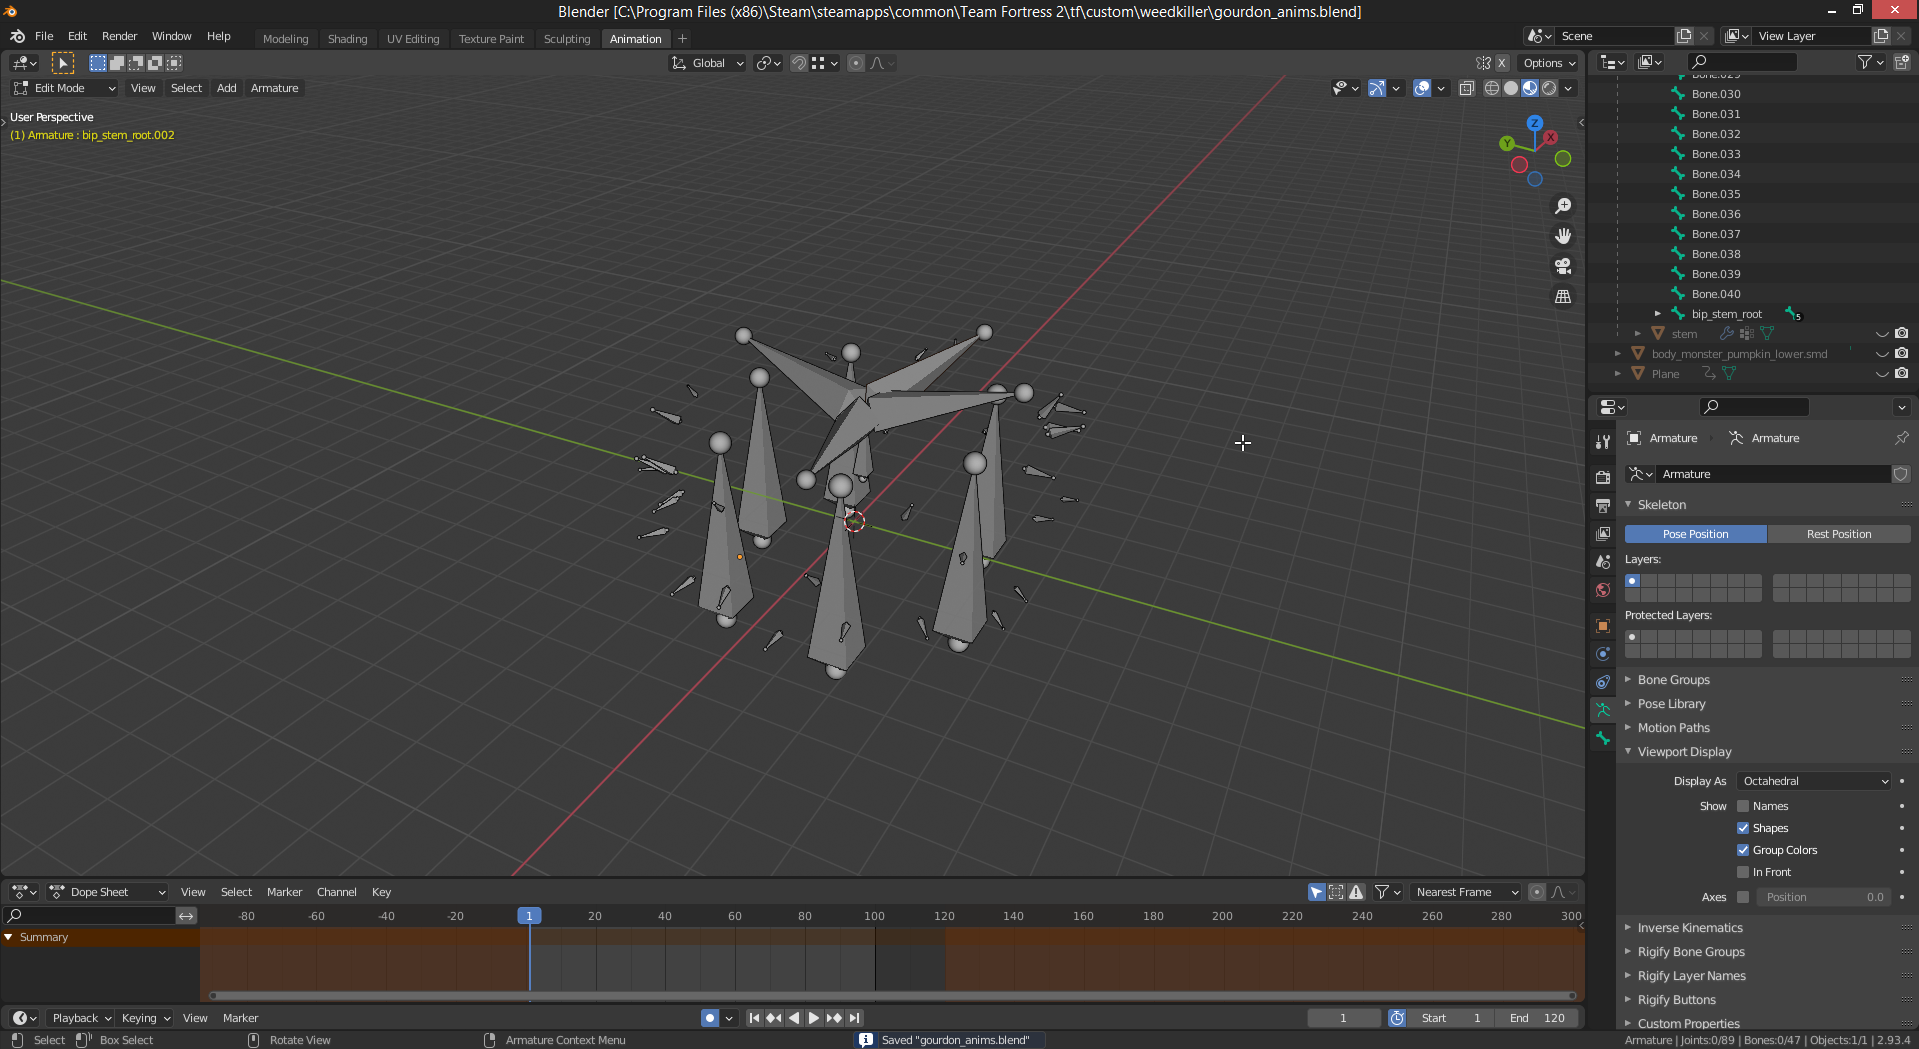 Blender [C:\Program Files (x86)\Steam\steamapps\common\Team Fortress 2\tf\custom\weedkiller\gourdon_anims.blend]
File Edit Render Window Help Modeling Shading UV Editing Texture Paint Sculpting Animation + Scene View Layer
Global X Options
Edit Mode View Select Add Armature
User Perspective
(1) Armature : bip_stem_root.002
Z
X
Y
Bone.029
Bone.030
Bone.031
Bone.032
Bone.033
Bone.034
Bone.035
Bone.036
Bone.037
Bone.038
Bone.039
Bone.040
bip_stem_root 5
stem
body_monster_pumpkin_lower.smd
Plane
Armature Armature
Armature
Skeleton
Pose Position Rest Position
Layers:
Protected Layers:
Bone Groups
Pose Library
Motion Paths
Viewport Display
Display As Octahedral
Show Names
Shapes
Group Colors
In Front
Axes Position 0.0
Inverse Kinematics
Rigify Bone Groups
Rigify Layer Names
Rigify Buttons
Custom Properties
Dope Sheet View Select Marker Channel Key Nearest Frame
-80 -60 -40 -20 1 20 40 60 80 100 120 140 160 180 200 220 240 260 280 300
Summary
Playback Keying View Marker 1 Start 1 End 120
Select Box Select Rotate View Armature Context Menu Saved "gourdon_anims.blend" Armature | Joints:0/89 | Bones:0/47 | Objects:1/1 | 2.93.4